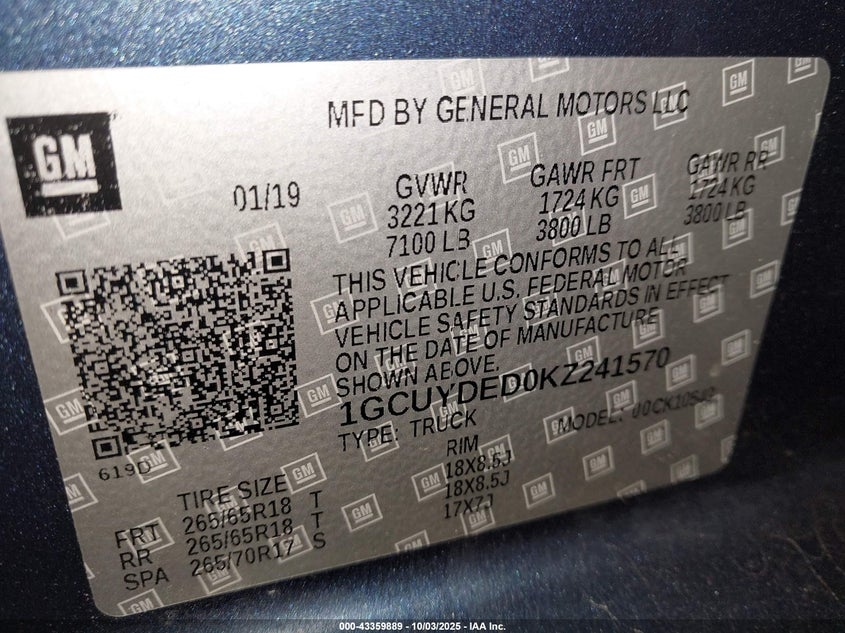 MFD BY GENERAL MOTORS LLC
GM
01/19
GVWR GAWR FRT GAWR RR
3221 KG 1724 KG 1724 KG
7100 LB 3800 LB 3800 LB
THIS VEHICLE CONFORMS TO ALL
APPLICABLE U.S. FEDERAL MOTOR
VEHICLE SAFETY STANDARDS IN EFFECT
ON THE DATE OF MANUFACTURE
SHOWN ABOVE.
1GCUYDED0KZ241570
TYPE: TRUCK MODEL:
619D
TIRE SIZE RIM
FRT 265/65R18 T 18X8.5J
RR 265/65R18 T 18X8.5J
SPA 265/70R17 S 17X7J
000-43359889 - 10/03/2025 - IAA Inc.